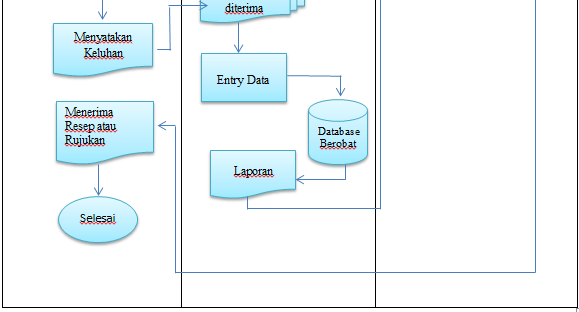 diterima
Menyatakan
Keluhan
Entry Data
Menerima
Resep atau
Rujukan
Database
Berobat
Laporan
Selesai